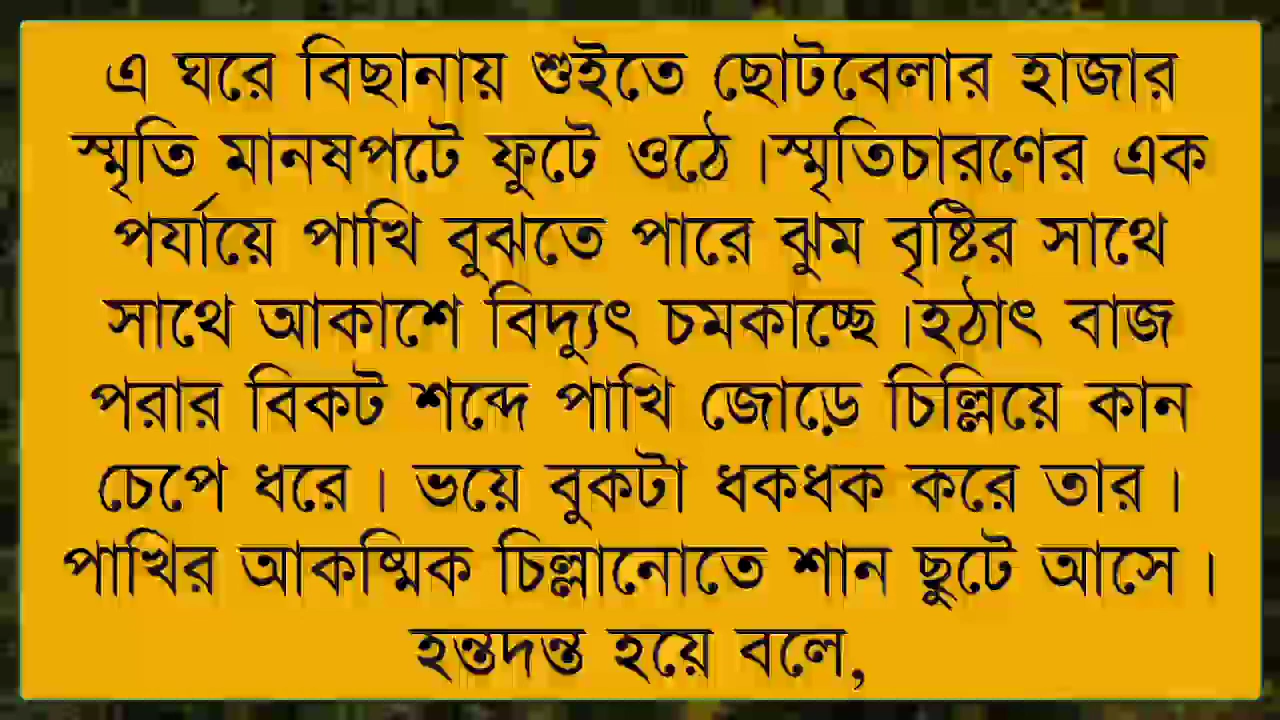 এ ঘরে বিছানায় শুইতে ছোটবেলার হাজার
স্মৃতি মানষপটে ফুটে ওঠে ।স্মৃতিচারণের এক
পর্যায়ে পাখি বুঝতে পারে ঝুম বৃষ্টির সাথে
সাথে আকাশে বিদ্যুৎ চমকাচ্ছে ।হঠাৎ বাজ
পরার বিকট শব্দে পাখি জোড়ে চিল্লিয়ে কান
চেপে ধরে । ভয়ে বুকটা ধকধক করে তার ।
পাখির আকষ্মিক চিল্লানোতে শান ছুটে আসে ।
হন্তদন্ত হয়ে বলে,